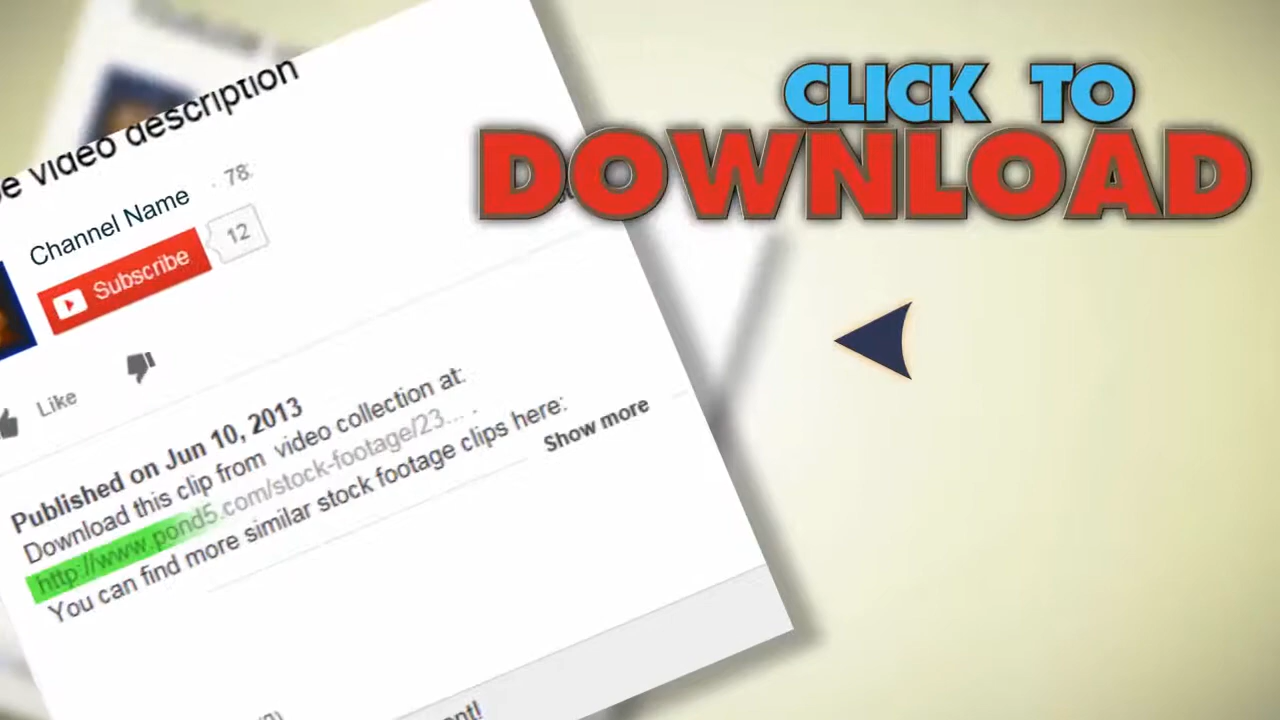 CLICK TO
DOWNLOAD
video description
Channel Name
Subscribe
12
Like
Published on Jun 10, 2013
Download this clip from video collection at:
http://www.pond5.com/stock-footage/23...
You can find more similar stock footage clips here:
Show more